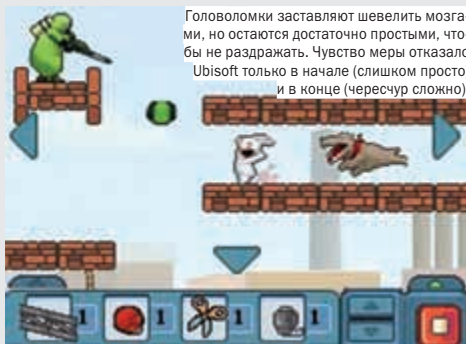 Головоломки заставляют шевелить мозга-
ми, но остаются достаточно простыми, что-
бы не раздражать. Чувство меры отказало
Ubisoft только в начале (слишком просто)
и в конце (чересчур сложно)
1 1 1 1